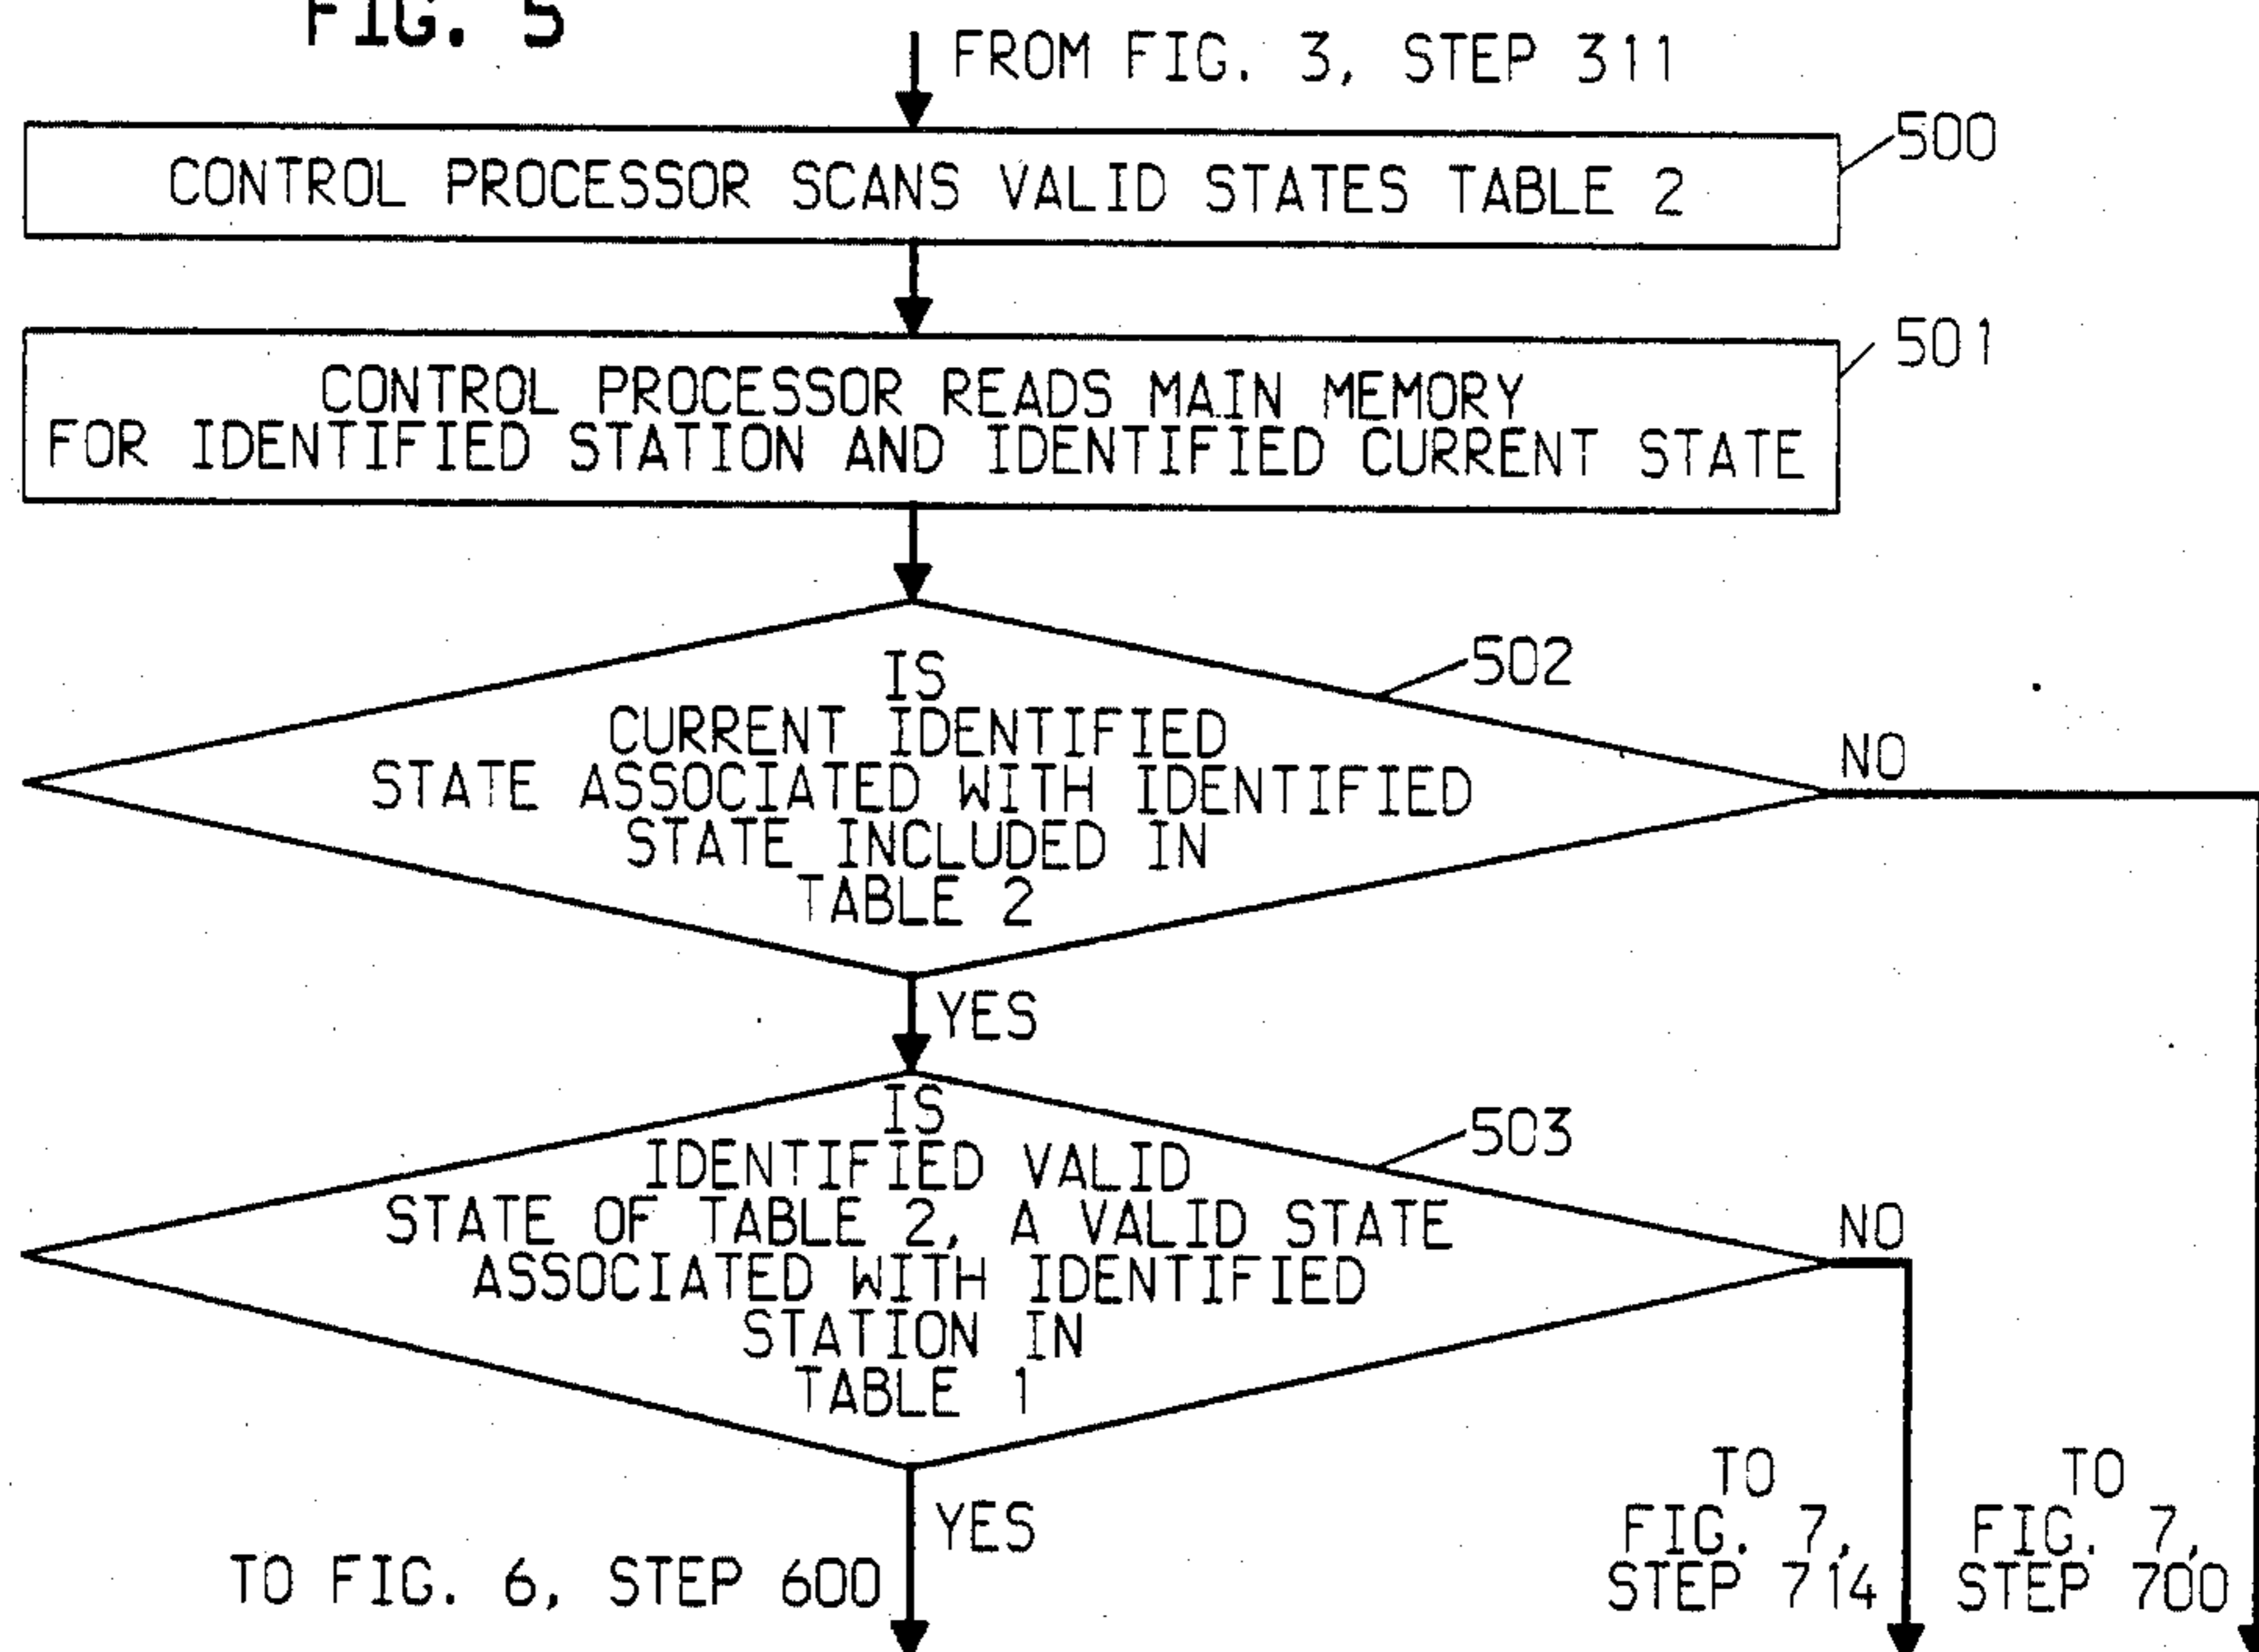 FIG. 5
FROM FIG. 3, STEP 311
CONTROL PROCESSOR SCANS VALID STATES TABLE 2
500
CONTROL PROCESSOR READS MAIN MEMORY
FOR IDENTIFIED STATION AND IDENTIFIED CURRENT STATE
501
IS
CURRENT IDENTIFIED
STATE ASSOCIATED WITH IDENTIFIED
STATE INCLUDED IN
TABLE 2
502
NO
YES
IS
IDENTIFIED VALID
STATE OF TABLE 2, A VALID STATE
ASSOCIATED WITH IDENTIFIED
STATION IN
TABLE 1
503
NO
YES
TO FIG. 6, STEP 600
TO
FIG. 7,
STEP 714
TO
FIG. 7,
STEP 700